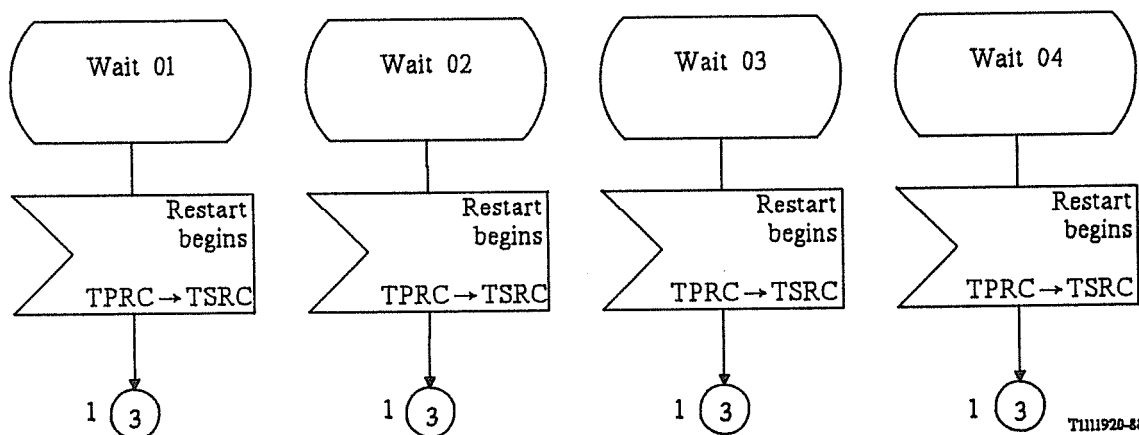 Wait 01
Wait 02
Wait 03
Wait 04
Restart
begins
TPRC → TSRC
Restart
begins
TPRC → TSRC
Restart
begins
TPRC → TSRC
Restart
begins
TPRC → TSRC
1 3
1 3
1 3
1 3